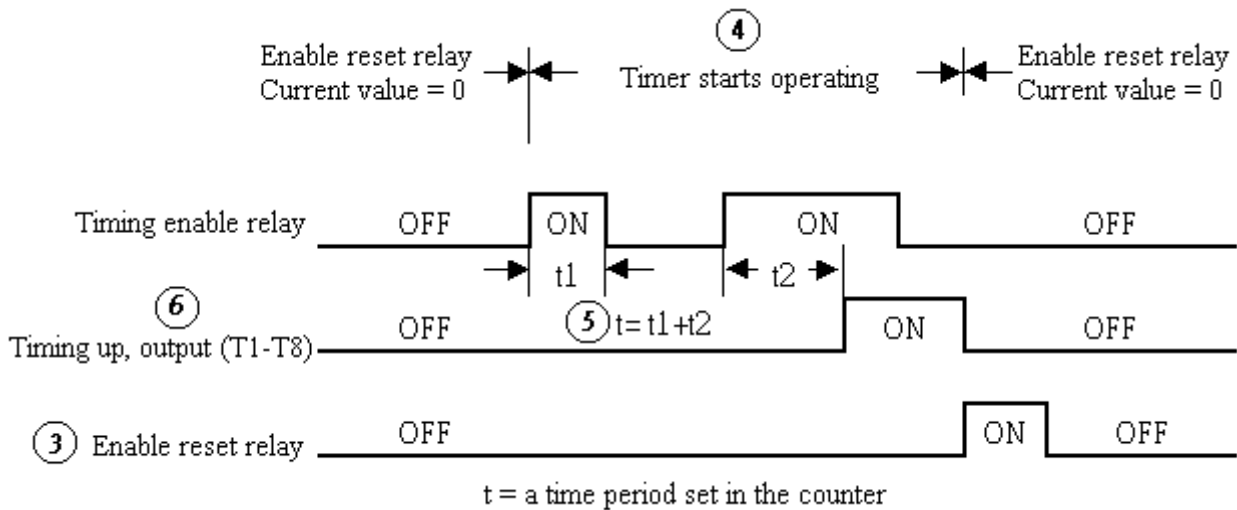 4
Enable reset relay
Current value = 0
Timer starts operating
Enable reset relay
Current value = 0
Timing enable relay
OFF
ON
ON
OFF
t1
t2
6
Timing up, output (T1-T8)
OFF
5 t= t1+t2
ON
OFF
3 Enable reset relay
OFF
ON
OFF
t = a time period set in the counter